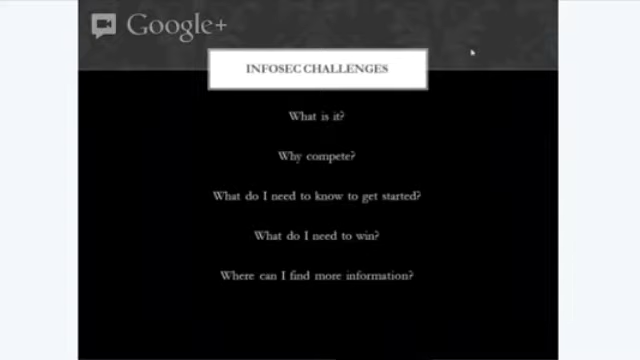 Google+
INFOSEC CHALLENGES
What is it?
Why compete?
What do I need to know to get started?
What do I need to win?
Where can I find more information?